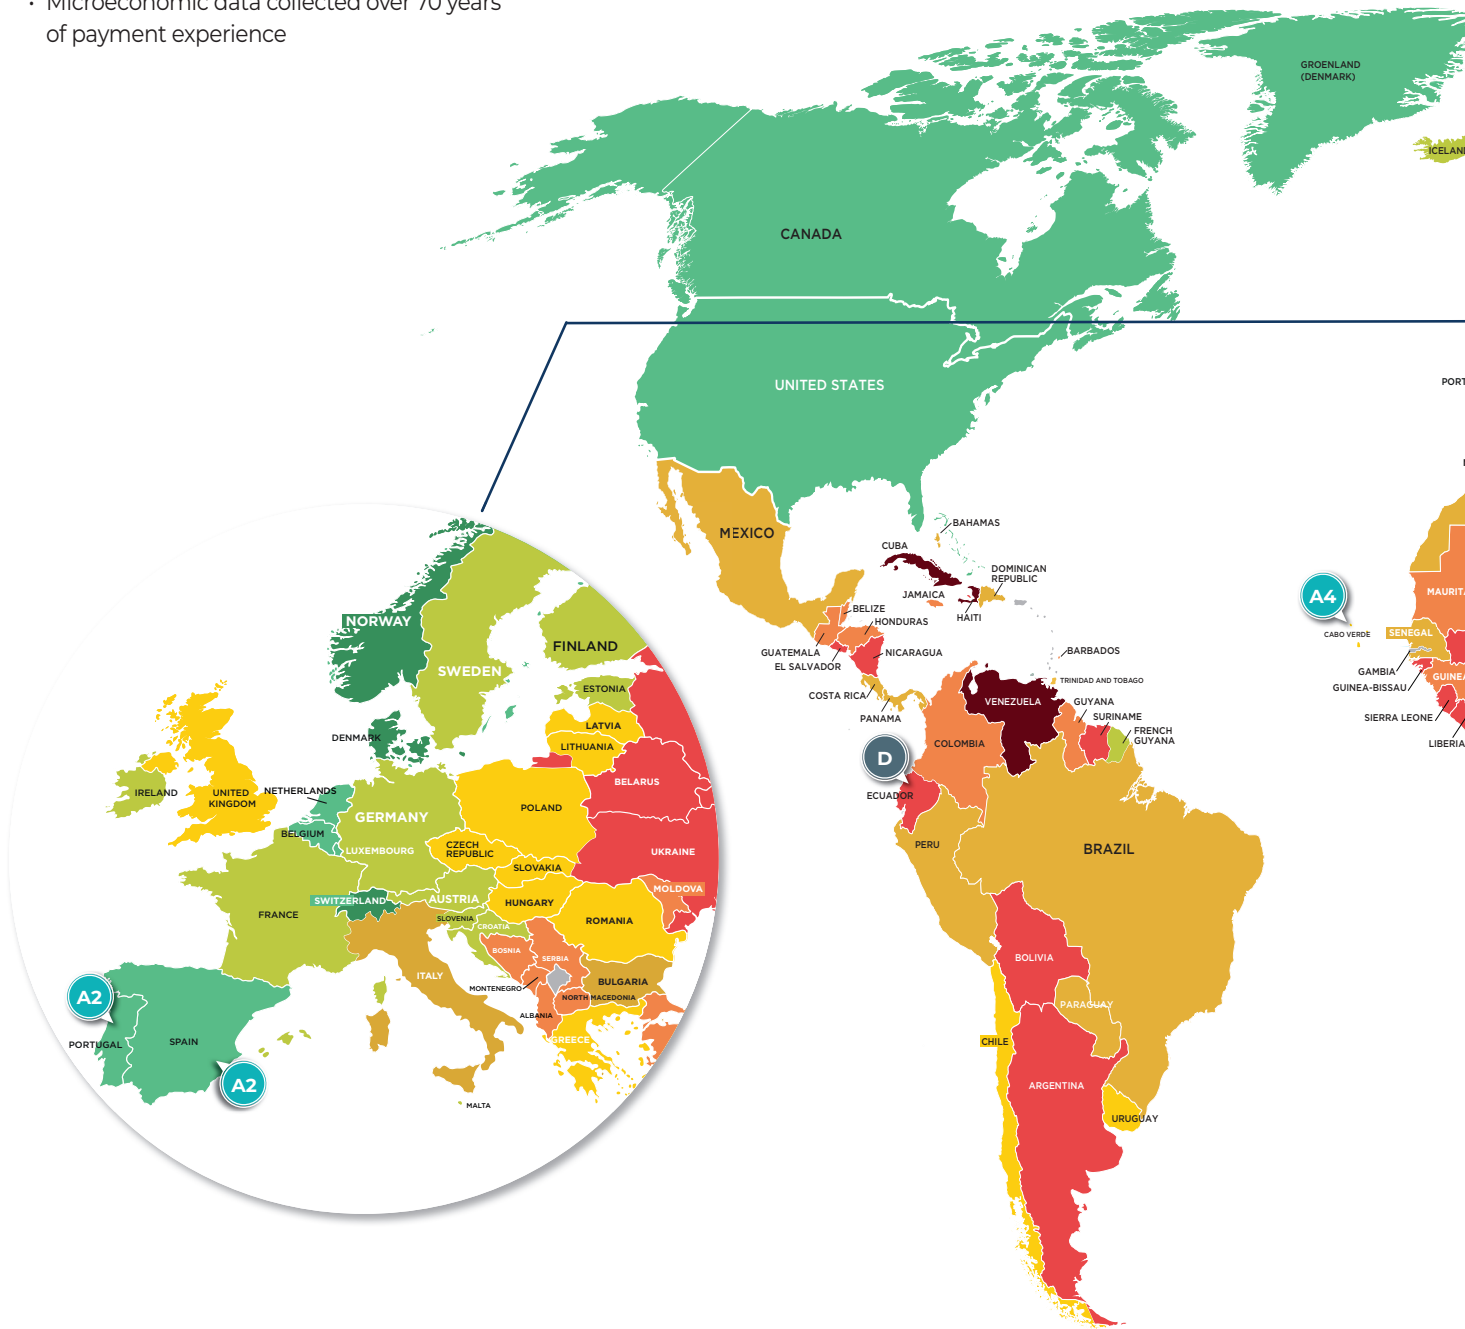 • Microeconomic data collected over 70 years
of payment experience
GROENLAND
(DENMARK)
ICELAN
CANADA
UNITED STATES
PORT
MEXICO
BAHAMAS
CUBA
DOMINICAN
REPUBLIC
JAMAICA
HAITI
BELIZE
HONDURAS
GUATEMALA
EL SALVADOR
NICARAGUA
BARBADOS
COSTA RICA
TRINIDAD AND TOBAGO
PANAMA
VENEZUELA
GUYANA
SURINAME
FRENCH
GUYANA
COLOMBIA
D
ECUADOR
PERU
BRAZIL
BOLIVIA
PARAGUAY
CHILE
ARGENTINA
URUGUAY
A4
CABO VERDE
MAURITA
SENEGAL
GAMBIA
GUINEA-BISSAU
GUINEA
SIERRA LEONE
LIBERIA
NORWAY
SWEDEN
FINLAND
ESTONIA
LATVIA
LITHUANIA
DENMARK
BELARUS
IRELAND
UNITED
KINGDOM
NETHERLANDS
BELGIUM
GERMANY
LUXEMBOURG
POLAND
CZECH
REPUBLIC
SLOVAKIA
UKRAINE
MOLDOVA
SWITZERLAND
AUSTRIA
HUNGARY
FRANCE
SLOVENIA
CROATIA
ROMANIA
BOSNIA
SERBIA
ITALY
MONTENEGRO
BULGARIA
NORTH MACEDONIA
ALBANIA
GREECE
A2
PORTUGAL
SPAIN
A2
MALTA